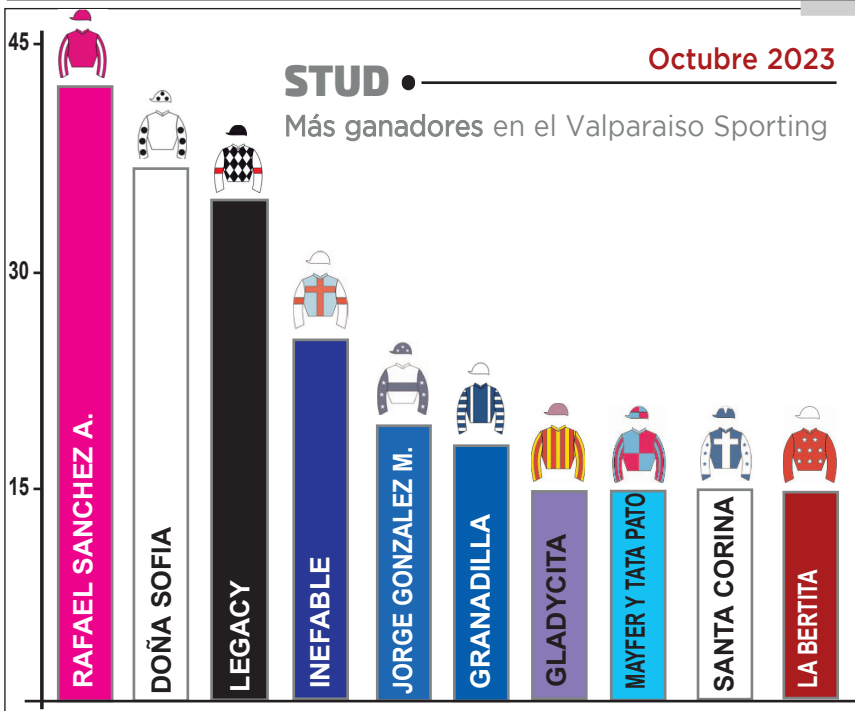 45
30
15
STUD
Octubre 2023
Más ganadores en el Valparaiso Sporting
RAFAEL SANCHEZ A.
DOÑA SOFIA
LEGACY
INEFABLE
JORGE GONZALEZ M.
GRANADILLA
GLADYCITA
MAYFER Y TATA PATO
SANTA CORINA
LA BERTITA